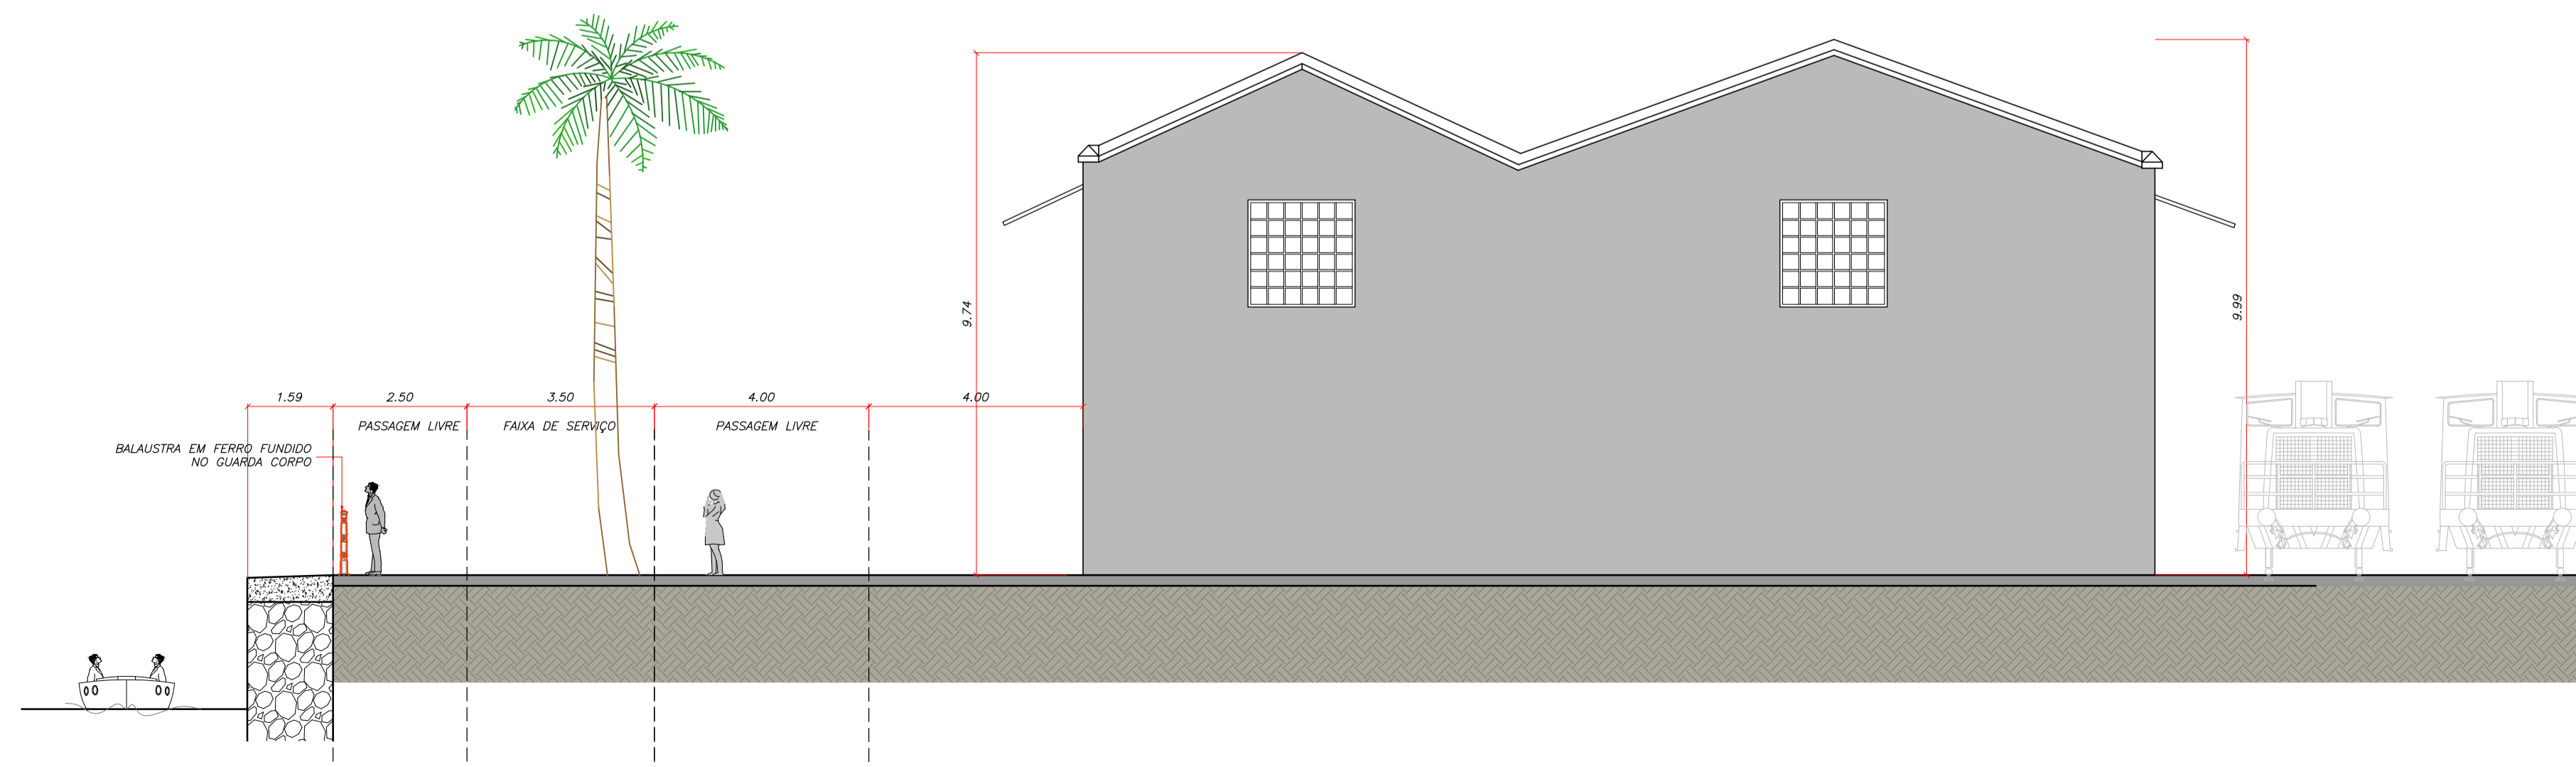 9.74
9.99
1.59
2.50
3.50
4.00
4.00
PASSAGEM LIVRE
FAIXA DE SERVIÇO
PASSAGEM LIVRE
BALAUSTRA EM FERRO FUNDIDO
NO GUARDA CORPO